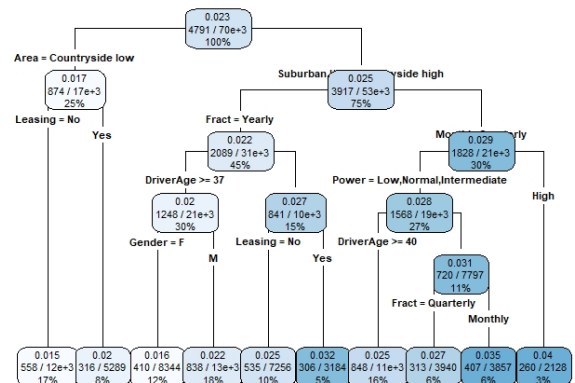 0.023
4791 / 70e+3
100%
Area = Countryside low
Suburban
yside high
0.017
874 / 17e+3
25%
0.025
3917 / 53e+3
75%
Leasing = No
Yes
Fract = Yearly
0.022
2089 / 31e+3
45%
0.029
1828 / 21e+3
30%
DriverAge >= 37
Power = Low,Normal,Intermediate
High
0.02
1248 / 21e+3
30%
0.027
841 / 10e+3
15%
0.028
1568 / 19e+3
27%
Gender = F
M
Leasing = No
Yes
DriverAge >= 40
0.031
720 / 7797
11%
Fract = Quarterly
Monthly
0.015
558 / 12e+3
17%
0.02
316 / 5289
8%
0.016
410 / 8344
12%
0.022
838 / 13e+3
18%
0.025
535 / 7256
10%
0.032
306 / 3184
5%
0.025
848 / 11e+3
16%
0.027
313 / 3940
6%
0.035
407 / 3857
6%
0.04
260 / 2128
3%